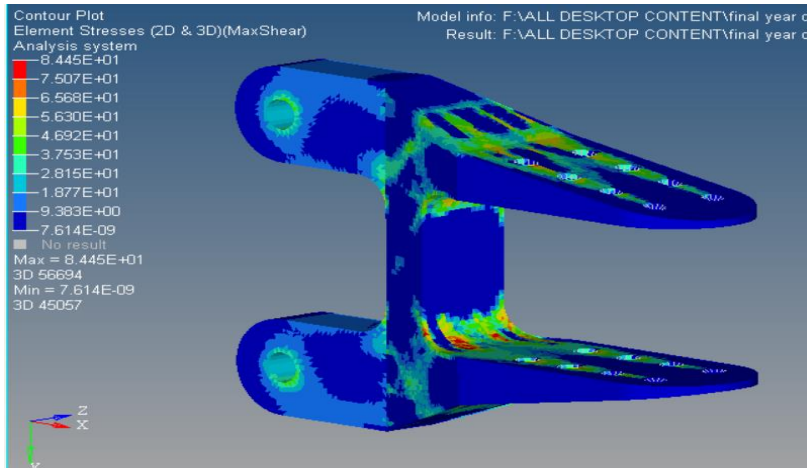 Contour Plot
Element Stresses (2D & 3D)(MaxShear)
Analysis system
8.445E+01
7.507E+01
6.568E+01
5.630E+01
4.692E+01
3.753E+01
2.815E+01
1.877E+01
9.383E+00
7.614E-09
No result
Max = 8.445E+01
3D 56694
Min = 7.614E-09
3D 45057
Model info: F:\ALL DESKTOP CONTENT\final year
Result: F:\ALL DESKTOP CONTENT\final year
Z
X